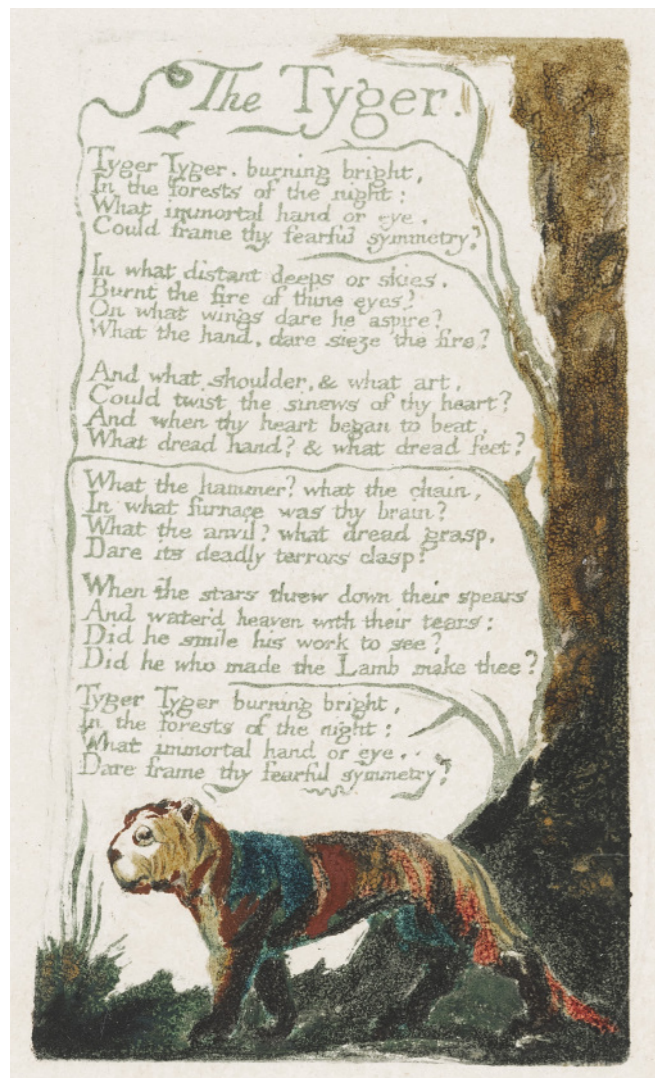 The Tyger.
Tyger Tyger. burning bright,
In the forests of the night:
What immortal hand or eye.
Could frame thy fearful symmetry?
In what distant deeps or skies.
Burnt the fire of thine eyes?
On what wings dare he aspire?
What the hand, dare sieze the fire?
And what shoulder, & what art,
Could twist the sinews of thy heart?
And when thy heart began to beat,
What dread hand? & what dread feet?
What the hammer? what the chain,
In what furnace was thy brain?
What the anvil? what dread grasp,
Dare its deadly terrors clasp?
When the stars threw down their spears
And water'd heaven with their tears:
Did he smile his work to see?
Did he who made the Lamb make thee?
Tyger Tyger burning bright,
In the forests of the night:
What immortal hand or eye,
Dare frame thy fearful symmetry?